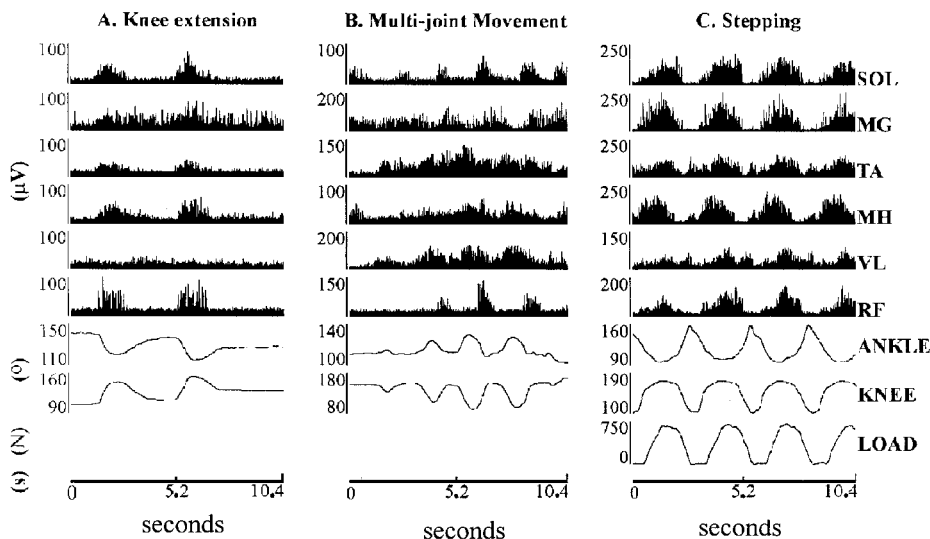 A. Knee extension B. Multi-joint Movement C. Stepping
100 100 250 SOL
100 200 250 MG
100 150 250 TA
(µV)
100 100 250 MH
100 200 150 VL
100 150 200 RF
150 140 160 ANKLE
110 100 90
(º)
160 180 190 KNEE
90 80 100
(N) 750 LOAD
0
(s) 0 5.2 10.4 0 5.2 10.4 0 5.2 10.4
seconds seconds seconds